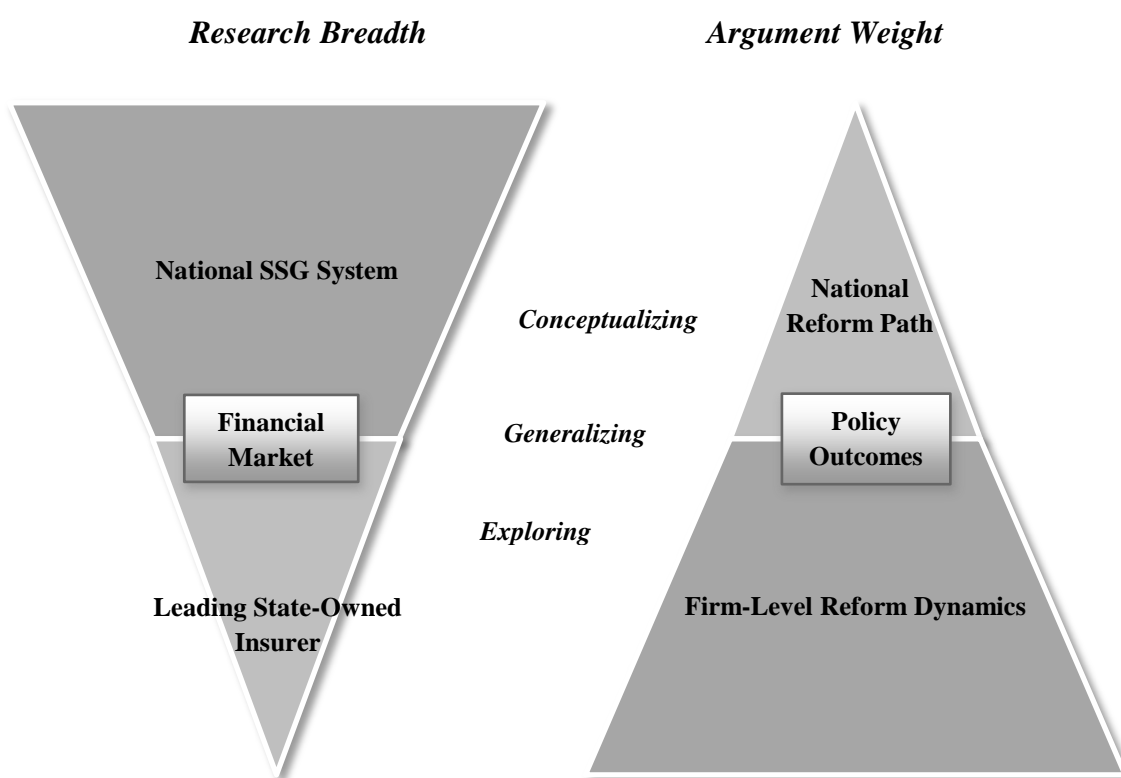 Research Breadth
Argument Weight
National SSG System
National
Reform Path
Conceptualizing
Financial
Market
Generalizing
Policy
Outcomes
Exploring
Leading State-Owned
Insurer
Firm-Level Reform Dynamics